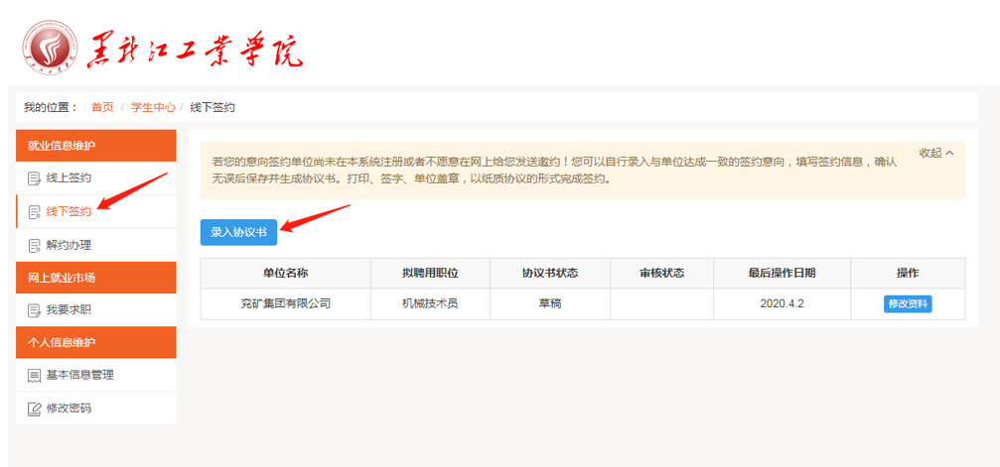 黑龙江工业学院
我的位置： 首页 / 学生中心 / 线下签约
就业信息维护
线上签约
线下签约
解约办理
网上就业市场
我要求职
个人信息维护
基本信息管理
修改密码
若您的意向签约单位尚未在本系统注册或者不愿意在网上给您发送邀约！您可以自行录入与单位达成一致的签约意向，填写签约信息，确认
无误后保存并生成协议书。打印、签字、单位盖章，以纸质协议的形式完成签约。
收起
录入协议书
单位名称 拟聘用职位 协议书状态 审核状态 最后操作日期 操作
兖矿集团有限公司 机械技术员 草稿 2020.4.2 修改资料